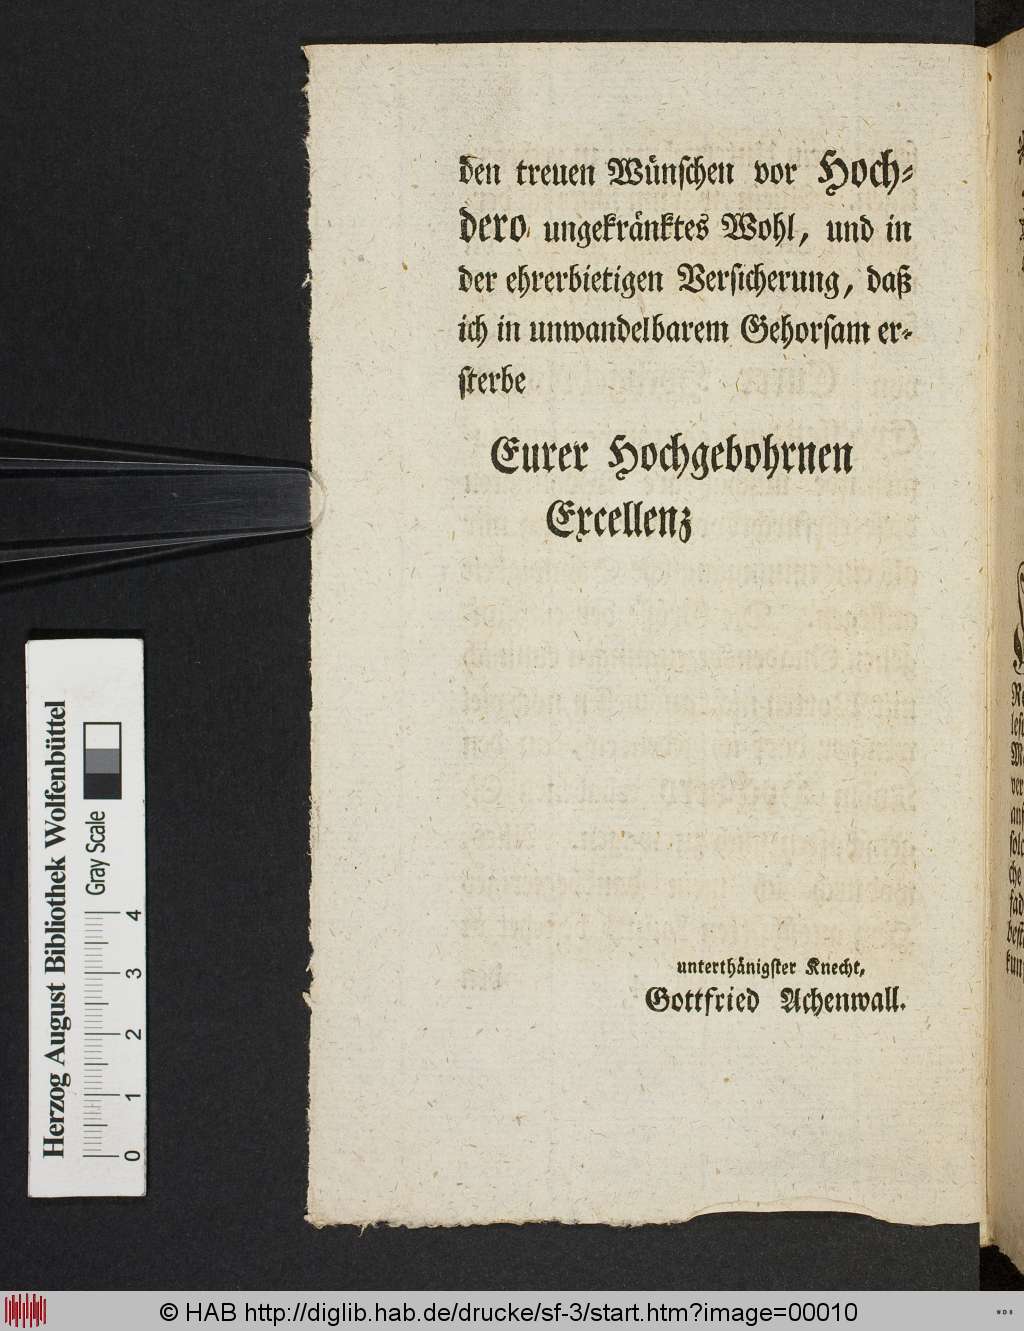 den treuen Wünſchen vor Hoch-
dero ungekränktes Wohl, und in
der ehrerbietigen Verſicherung, daß
ich in unwandelbarem Gehorſam er-
ſterbe
Eurer Hochgebohrnen
Excellenz
unterthänigſter Knecht,
Gottfried Achenwall.
Herzog August Bibliothek Wolfenbüttel
Gray Scale
0 1 2 3 4
© HAB http://diglib.hab.de/drucke/sf-3/start.htm?image=00010